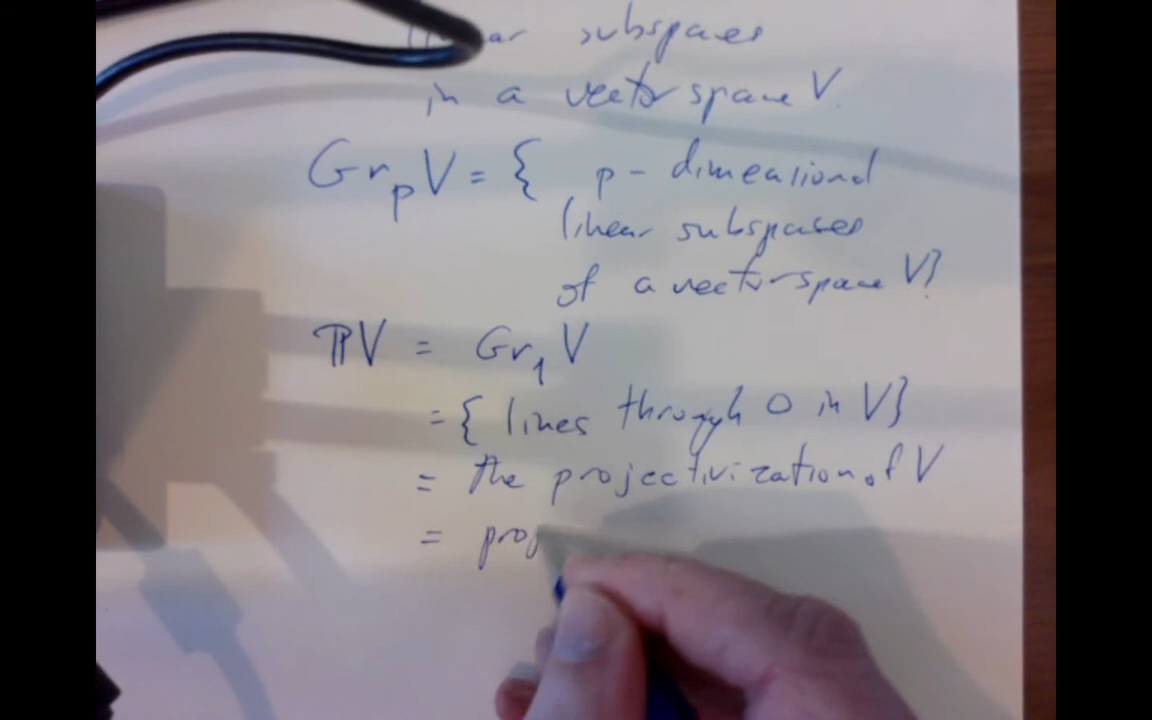 subspaces
in a vector space V.
Gr_p V = { p-dimensional
linear subspaces
of a vector space V}
ℙV = Gr_1 V
= { lines through 0 in V}
= the projectivization of V
= proj